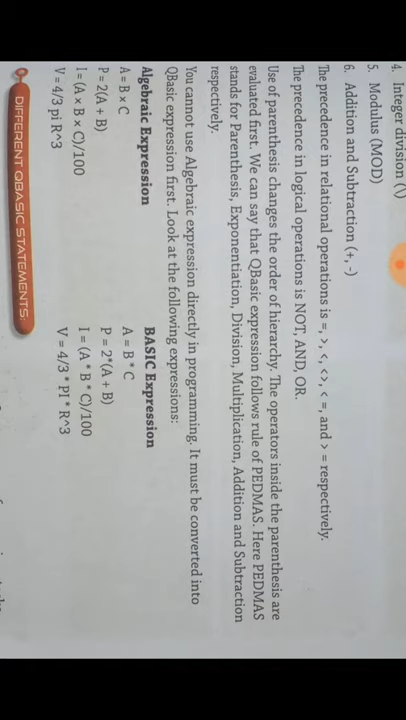 4. Integer division (\)
5. Modulus (MOD)
6. Addition and Subtraction (+, -)
The precedence in relational operations is =, >, <, <>, < =, and > = respectively.
The precedence in logical operations is NOT, AND, OR.
Use of parenthesis changes the order of hierarchy. The operators inside the parenthesis are
evaluated first. We can say that QBasic expression follows rule of PEDMAS. Here PEDMAS
stands for Parenthesis, Exponentiation, Division, Multiplication, Addition and Subtraction
respectively.
You cannot use Algebraic expression directly in programming. It must be converted into
QBasic expression first. Look at the following expressions:
Algebraic Expression BASIC Expression
A = B x C A = B * C
P = 2(A + B) P = 2*(A + B)
I = (A x B x C)/100 I = (A * B * C)/100
V = 4/3 pi R^3 V = 4/3 * PI * R^3
DIFFERENT QBASIC STATEMENTS: